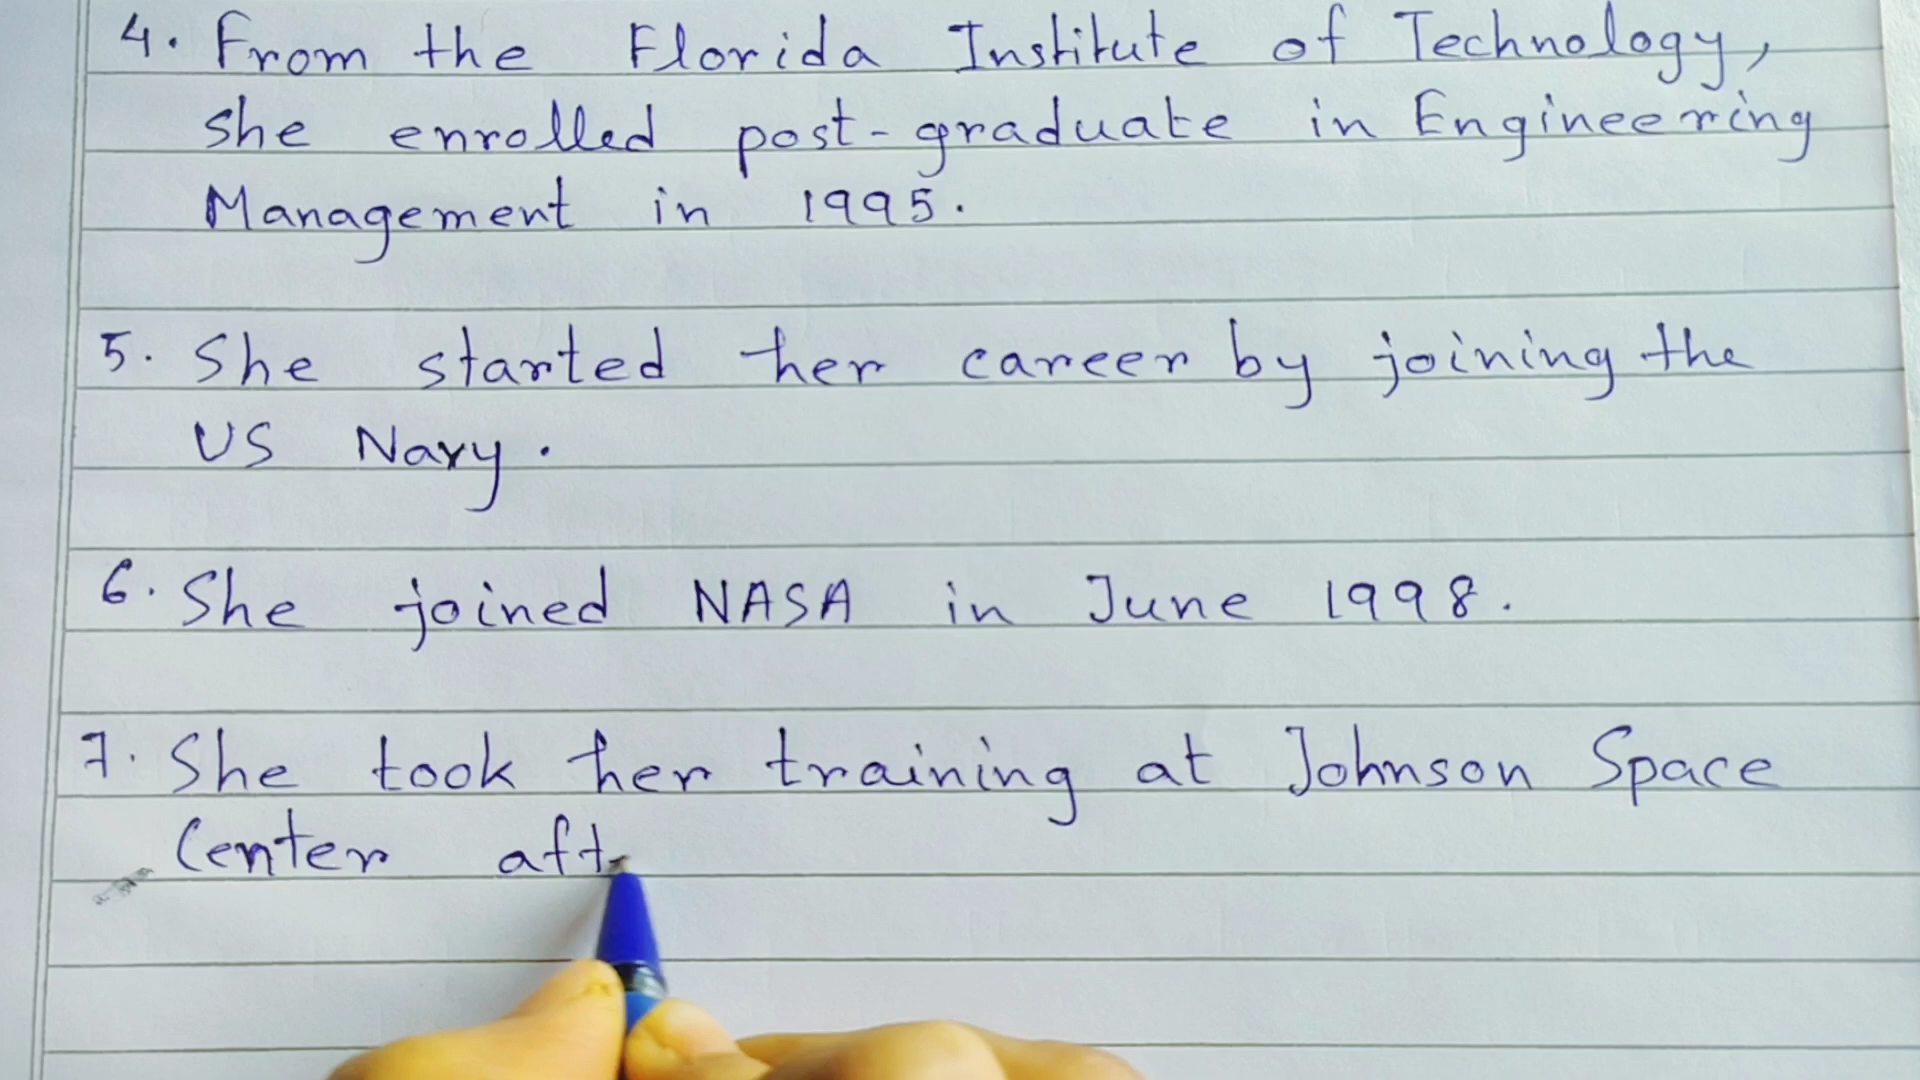 4. From the Florida Institute of Technology,
she enrolled post-graduate in Engineering
Management in 1995.
5. She started her career by joining the
US Navy.
6. She joined NASA in June 1998.
7. She took her training at Johnson Space
Center aft